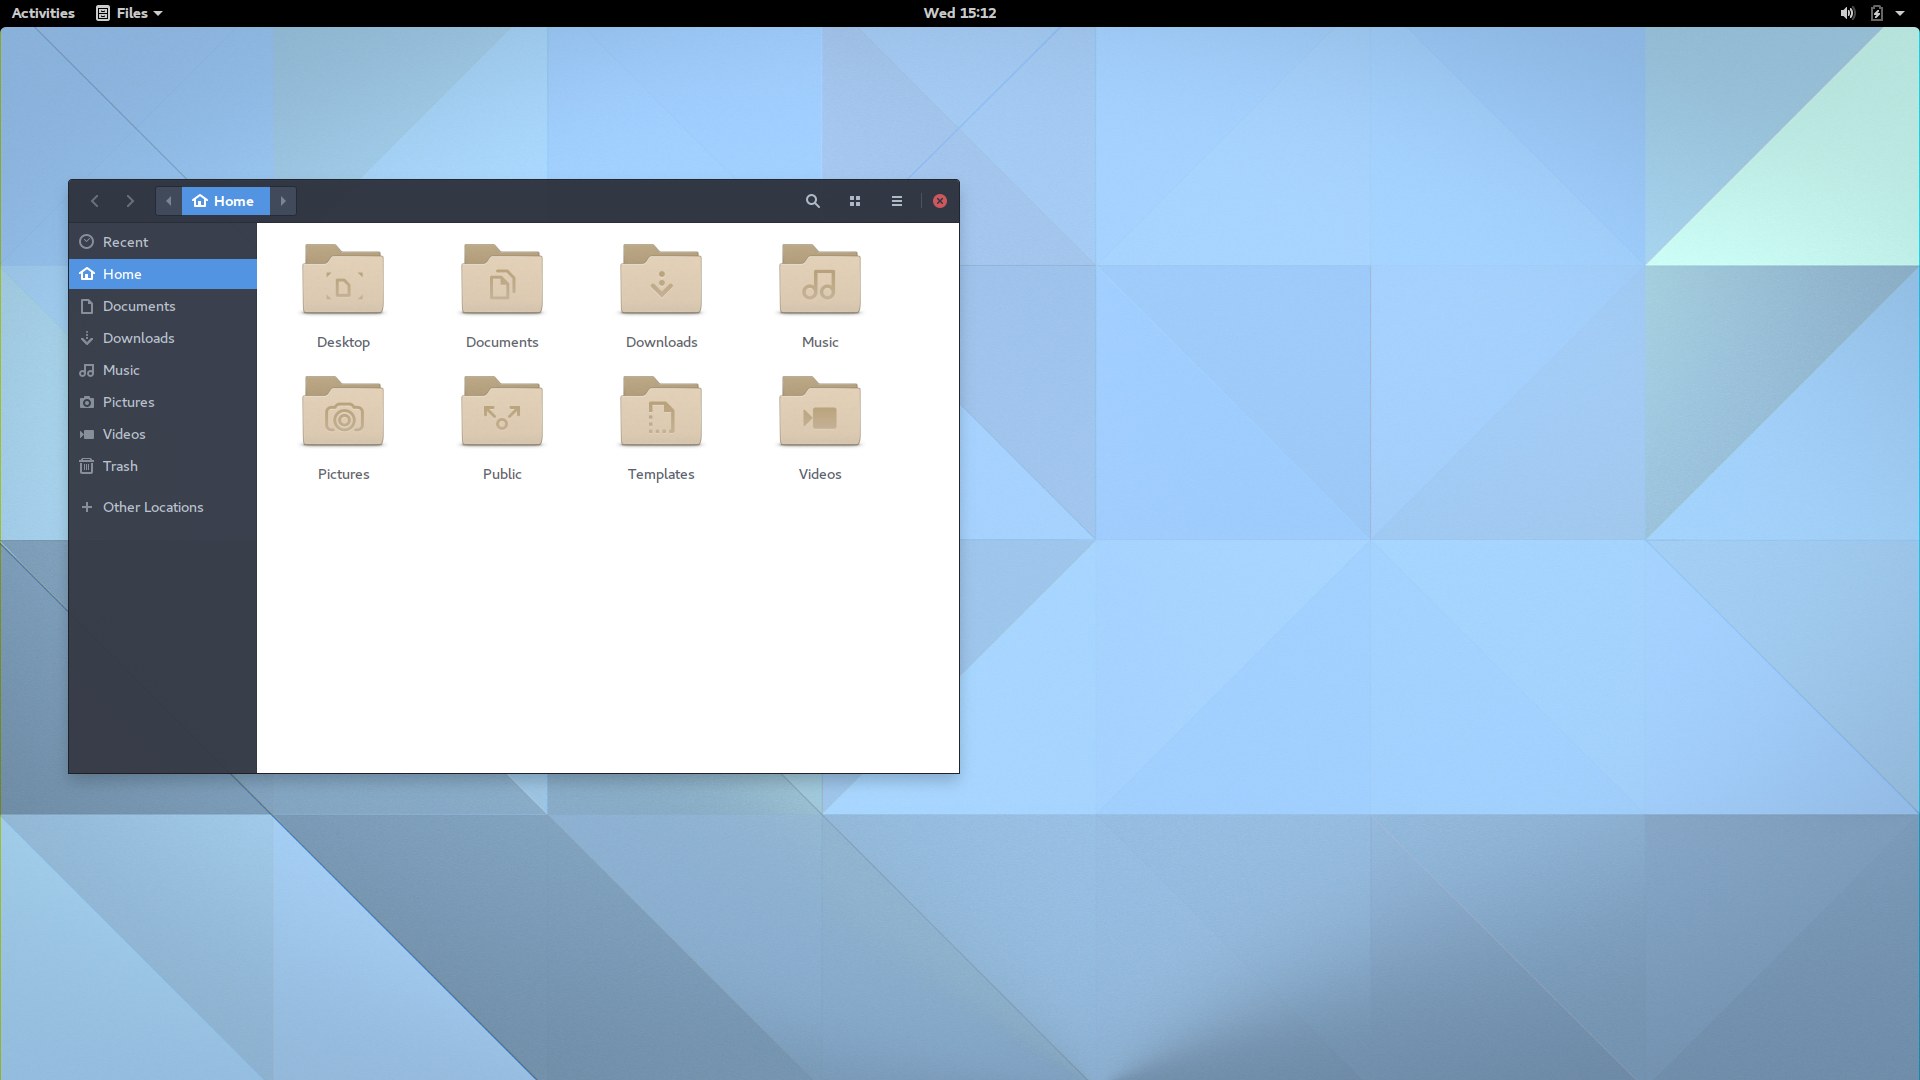 Activities Files Wed 15:12
Home
Recent
Home
Documents
Downloads
Music
Pictures
Videos
Trash
Other Locations
Desktop Documents Downloads Music
Pictures Public Templates Videos